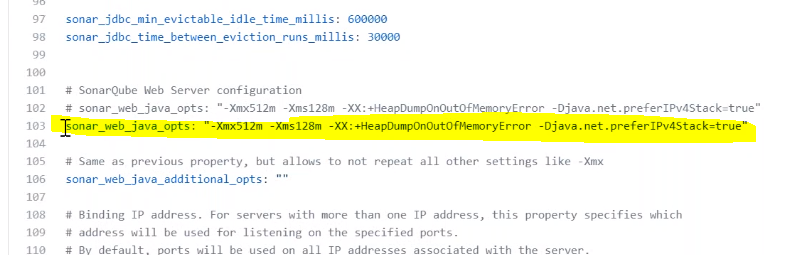 96
97 sonar_jdbc_min_evictable_idle_time_millis: 600000
98 sonar_jdbc_time_between_eviction_runs_millis: 30000
99
100
101 # SonarQube Web Server configuration
102 # sonar_web_java_opts: "-Xmx512m -Xms128m -XX:+HeapDumpOnOutOfMemoryError -Djava.net.preferIPv4Stack=true"
103 sonar_web_java_opts: "-Xmx512m -Xms128m -XX:+HeapDumpOnOutOfMemoryError -Djava.net.preferIPv4Stack=true"
104
105 # Same as previous property, but allows to not repeat all other settings like -Xmx
106 sonar_web_java_additional_opts: ""
107
108 # Binding IP address. For servers with more than one IP address, this property specifies which
109 # address will be used for listening on the specified ports.
110 # By default, ports will be used on all IP addresses associated with the server.